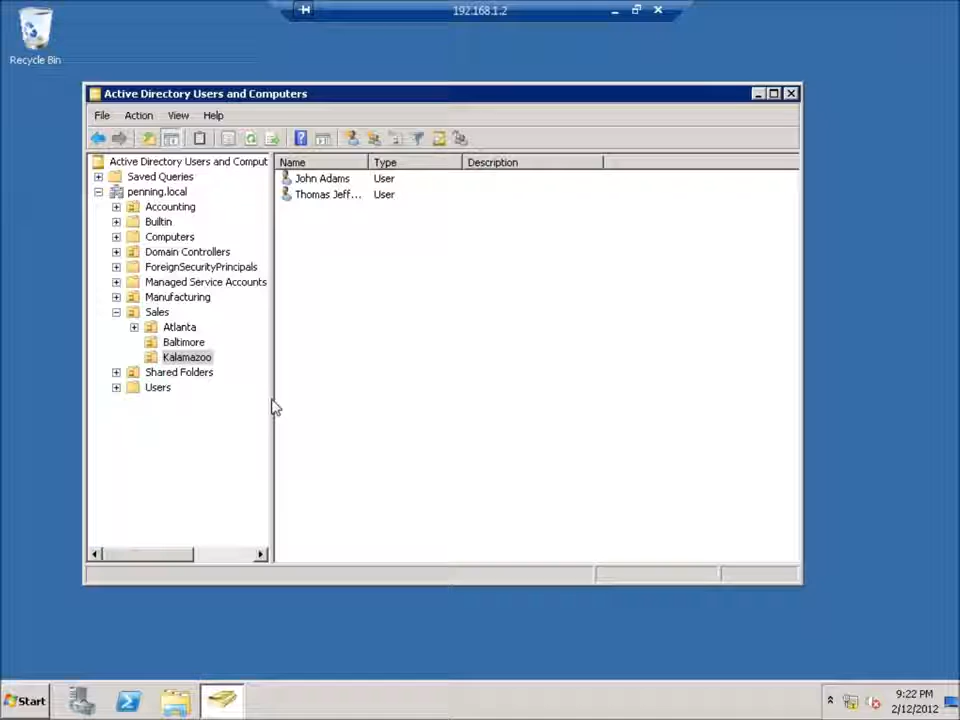 192.168.1.2
Recycle Bin
Active Directory Users and Computers
File Action View Help
Active Directory Users and Comput
Saved Queries
penning.local
Accounting
Builtin
Computers
Domain Controllers
ForeignSecurityPrincipals
Managed Service Accounts
Manufacturing
Sales
Atlanta
Baltimore
Kalamazoo
Shared Folders
Users
Name Type Description
John Adams User
Thomas Jeff... User
Start
9:22 PM
2/12/2012